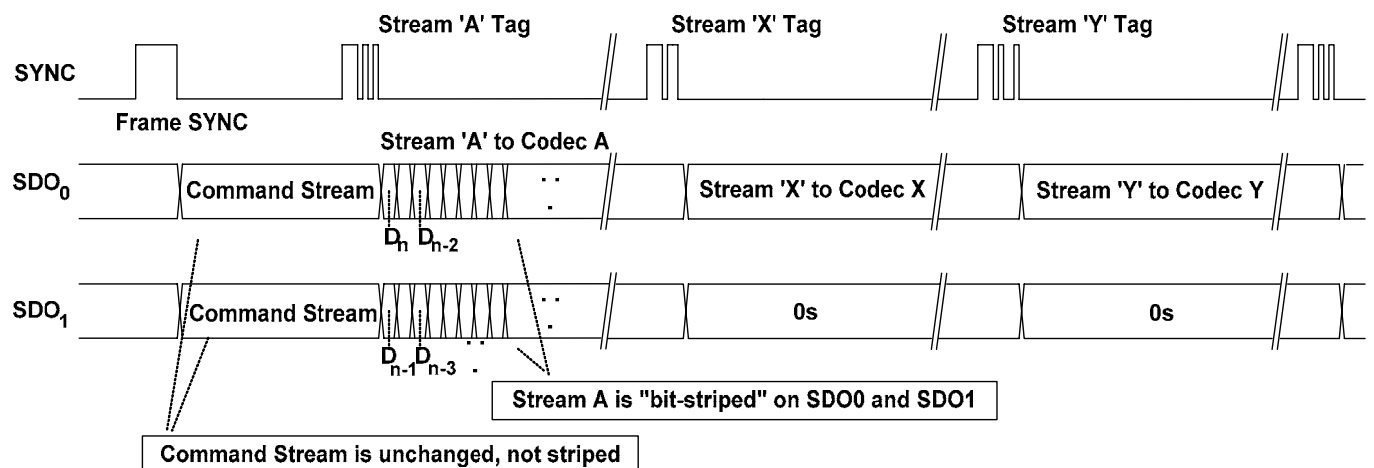 Stream 'A' Tag
Stream 'X' Tag
Stream 'Y' Tag
SYNC
Frame SYNC
Stream 'A' to Codec A
SDO0
Command Stream
Stream 'X' to Codec X
Stream 'Y' to Codec Y
Dn
Dn-2
SDO1
Command Stream
0s
0s
Dn-1
Dn-3
Stream A is "bit-striped" on SDO0 and SDO1
Command Stream is unchanged, not striped